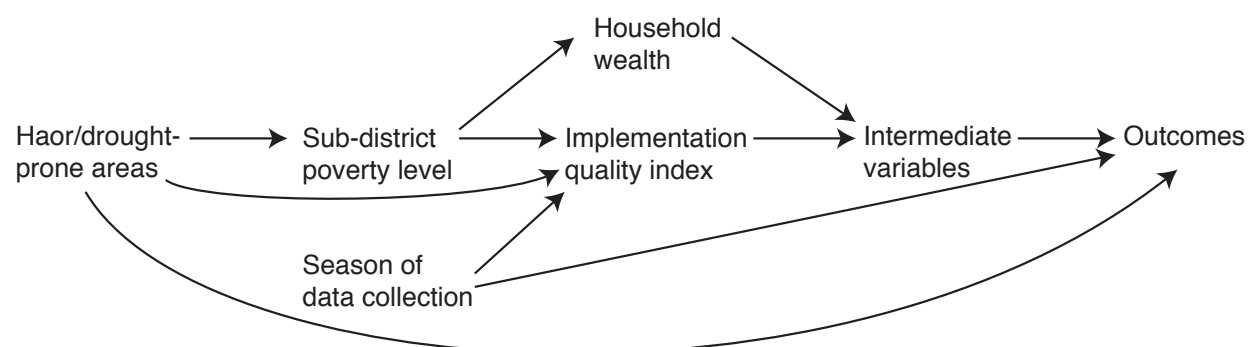 Household
wealth
Haor/drought-
prone areas
Sub-district
poverty level
Implementation
quality index
Intermediate
variables
Outcomes
Season of
data collection